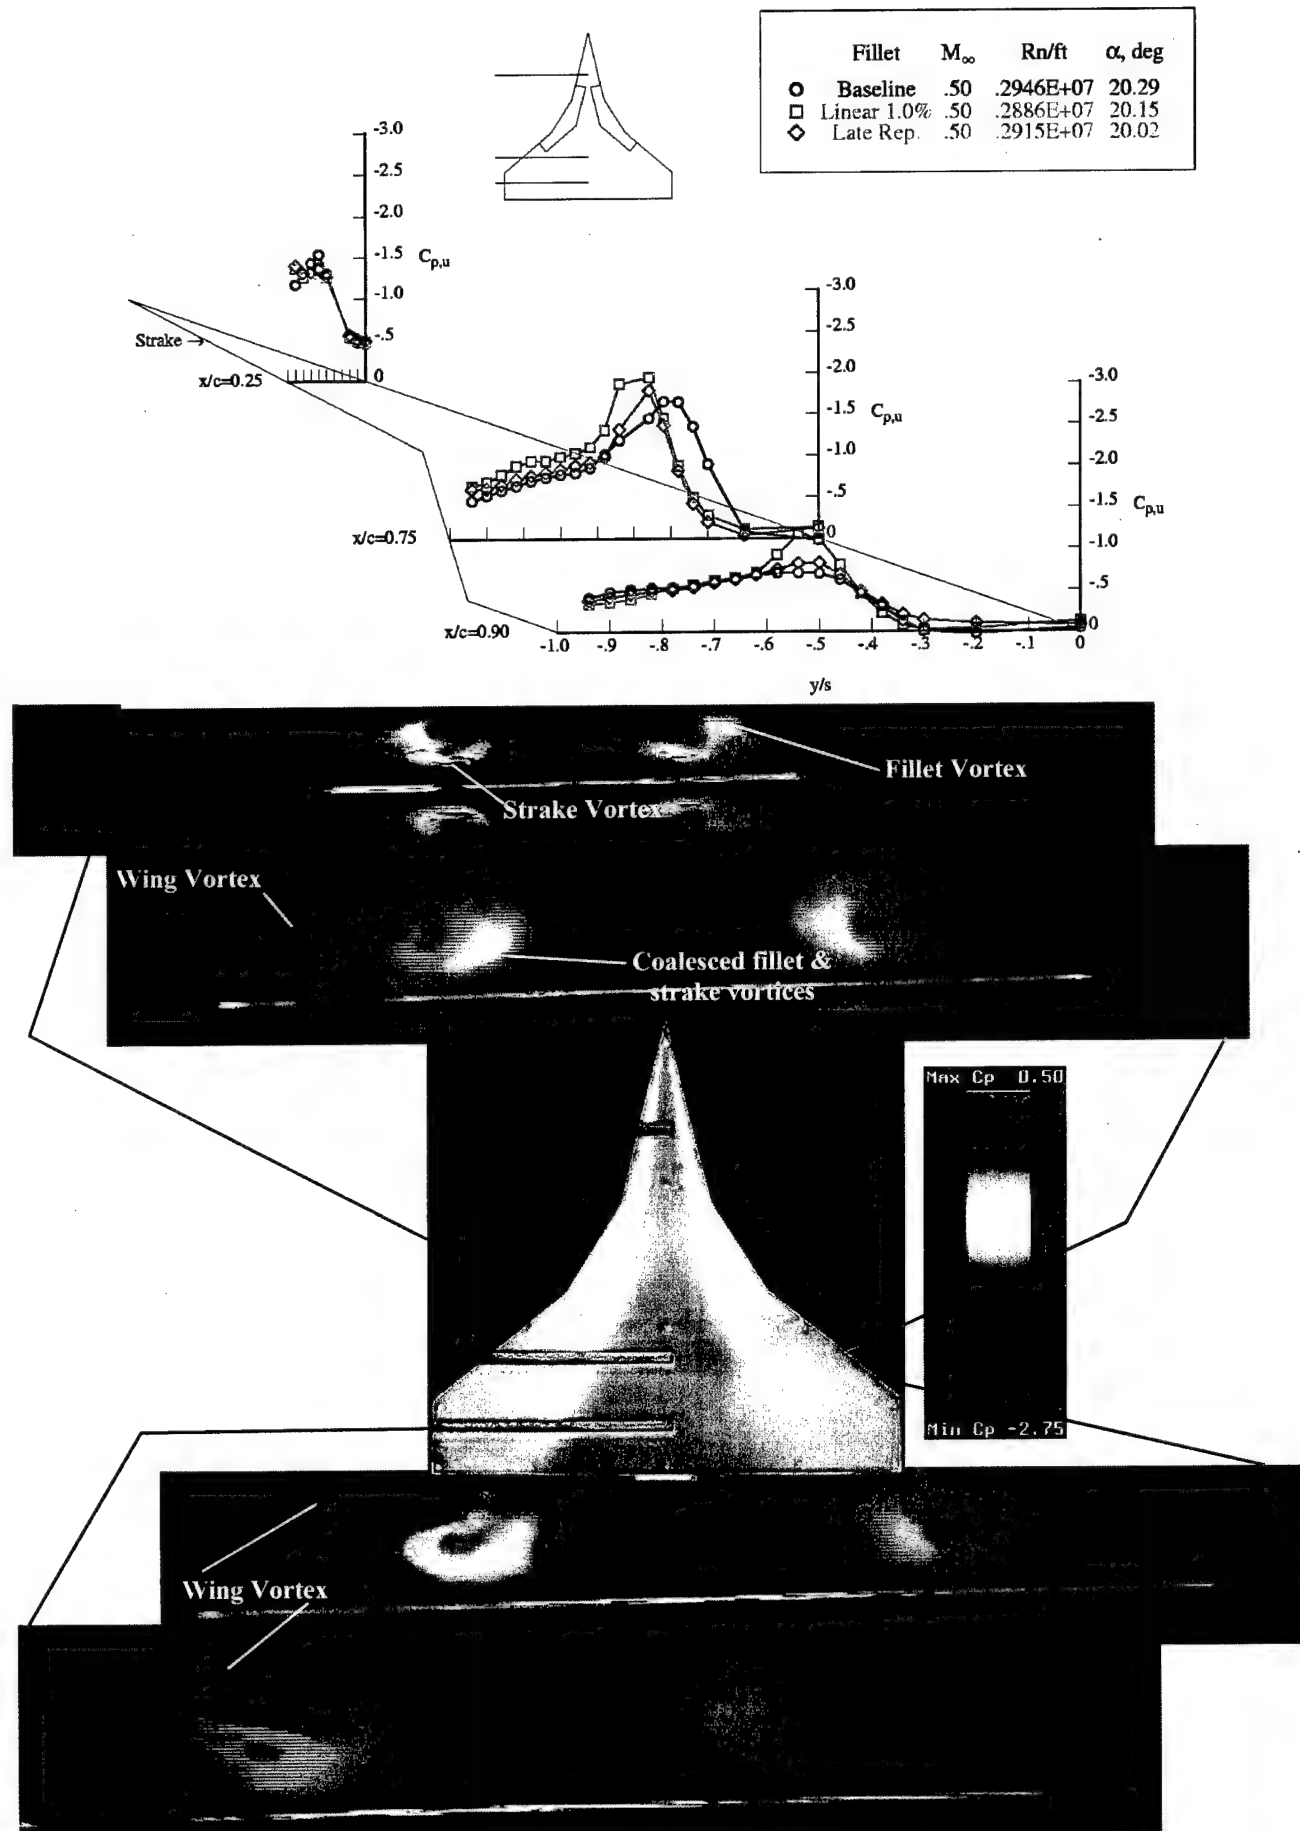 Fillet M∞ Rn/ft α, deg
Baseline .50 .2946E+07 20.29
Linear 1.0% .50 .2886E+07 20.15
Late Rep. .50 .2915E+07 20.02
-3.0
-2.5
-2.0
-1.5
-1.0
-.5
0
Cp,u
Strake →
x/c=0.25
-3.0
-2.5
-2.0
-1.5
-1.0
-.5
0
Cp,u
x/c=0.75
-3.0
-2.5
-2.0
-1.5
-1.0
-.5
0
Cp,u
x/c=0.90
-1.0 -.9 -.8 -.7 -.6 -.5 -.4 -.3 -.2 -.1 0
y/s
Fillet Vortex
Strake Vortex
Wing Vortex
Coalesced fillet &
strake vortices
Max Cp 0.50
Min Cp -2.75
Wing Vortex